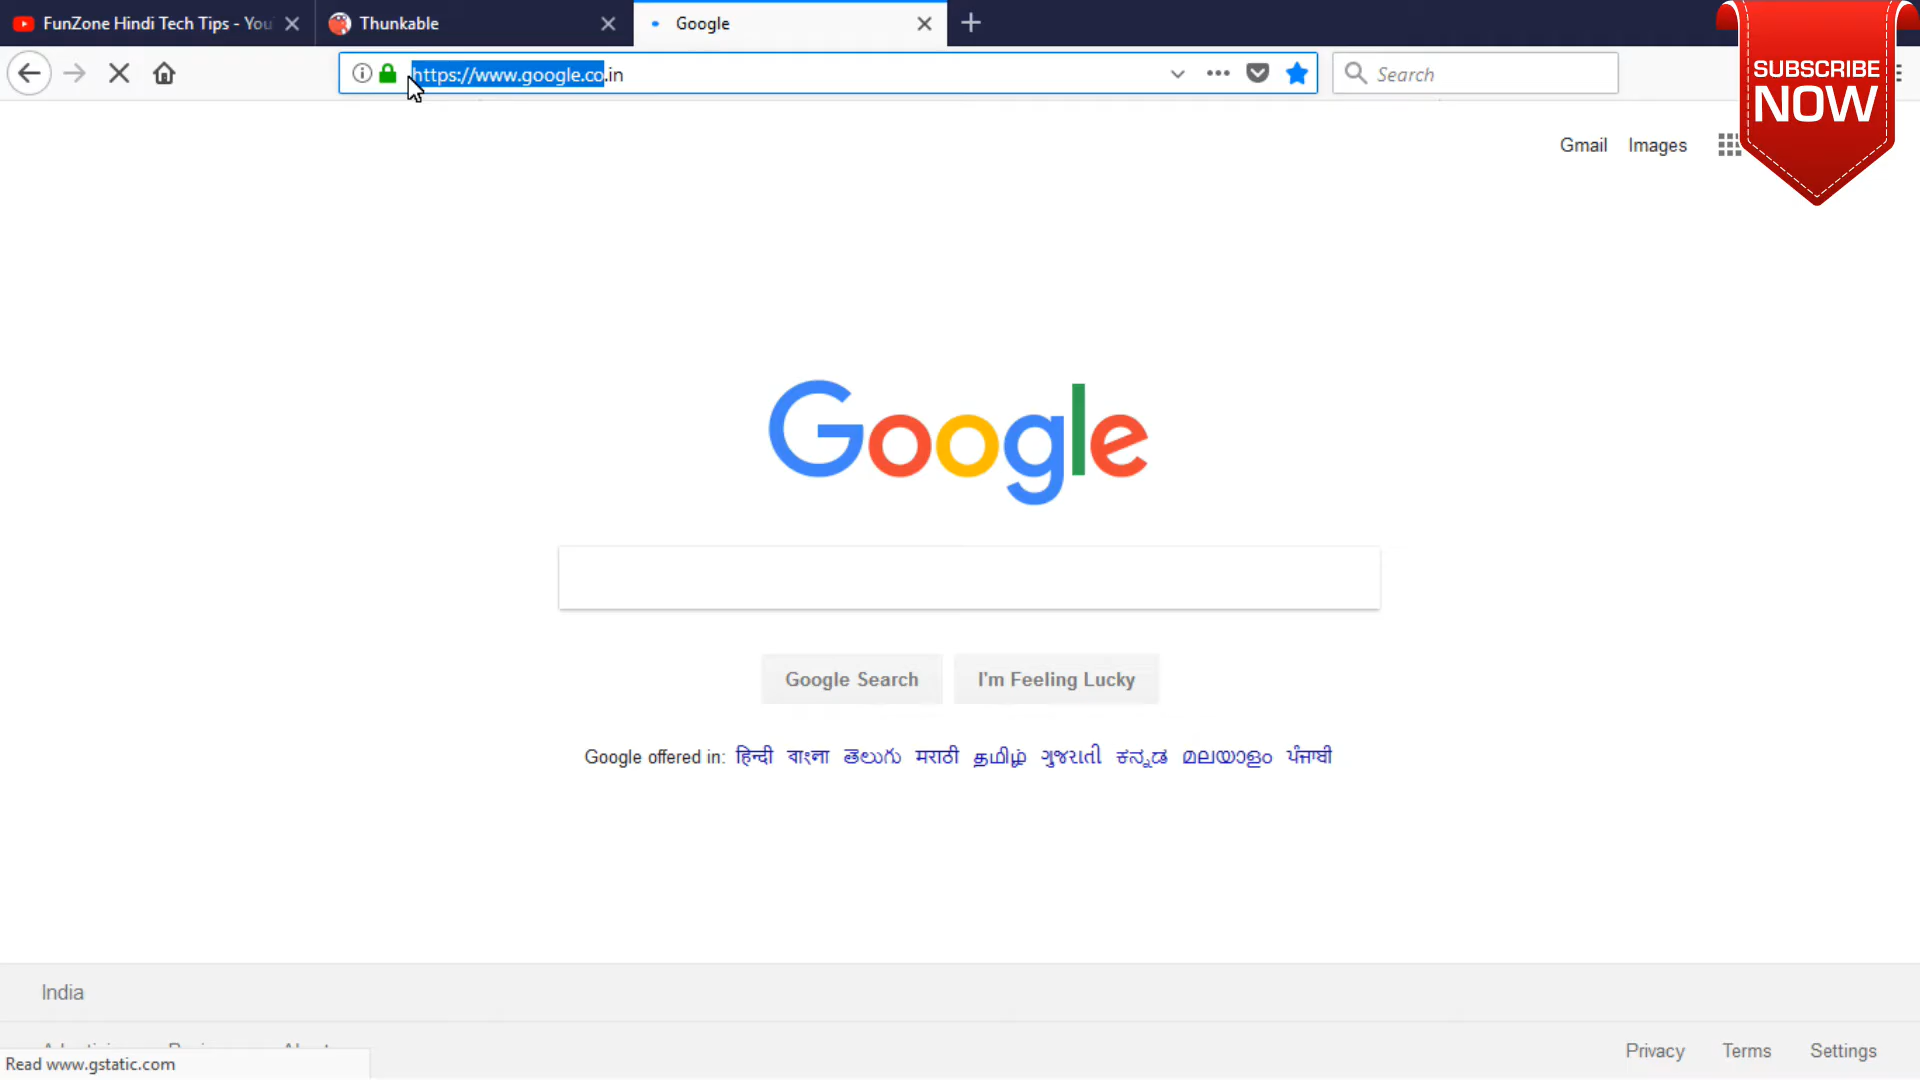 FunZone Hindi Tech Tips - You
Thunkable
Google
https://www.google.co.in
Search
SUBSCRIBE
NOW
Gmail Images
Google
Google Search I'm Feeling Lucky
Google offered in: हिन्दी বাংলা తెలుగు मराठी தமிழ் ગુજરાતી ಕನ್ನಡ മലയാളം ਪੰਜਾਬੀ
India
Privacy Terms Settings
Read www.gstatic.com